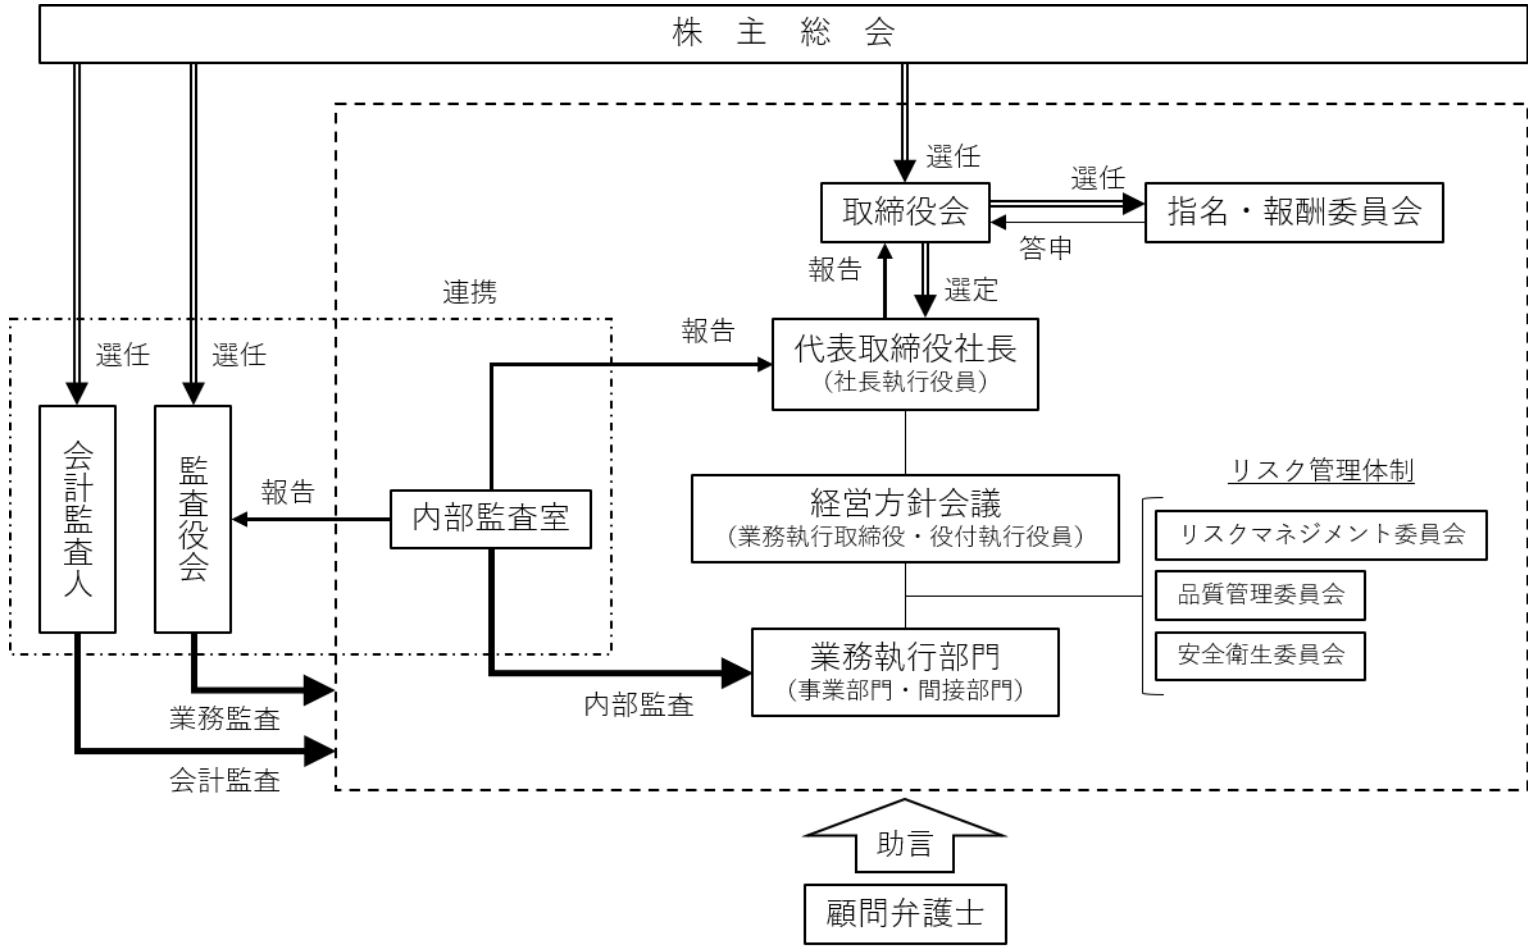 株主総会
選任
取締役会
選任
指名・報酬委員会
答申
報告
選定
連携
報告
代表取締役社長
（社長執行役員）
選任
選任
会計監査人
監査役会
報告
内部監査室
経営方針会議
（業務執行取締役・役付執行役員）
リスク管理体制
リスクマネジメント委員会
品質管理委員会
安全衛生委員会
業務執行部門
（事業部門・間接部門）
内部監査
業務監査
会計監査
助言
顧問弁護士